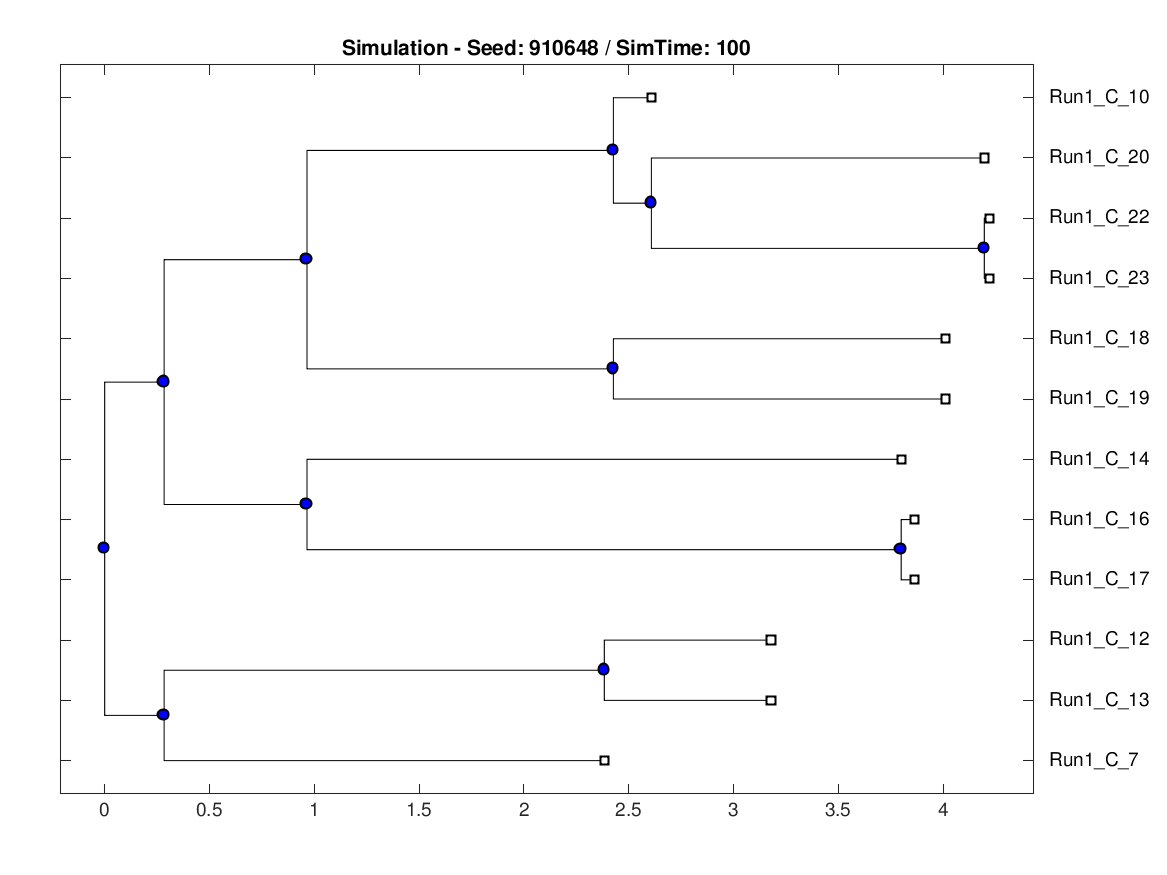 Simulation - Seed: 910648 / SimTime: 100
Run1_C_10
Run1_C_20
Run1_C_22
Run1_C_23
Run1_C_18
Run1_C_19
Run1_C_14
Run1_C_16
Run1_C_17
Run1_C_12
Run1_C_13
Run1_C_7
0 0.5 1 1.5 2 2.5 3 3.5 4